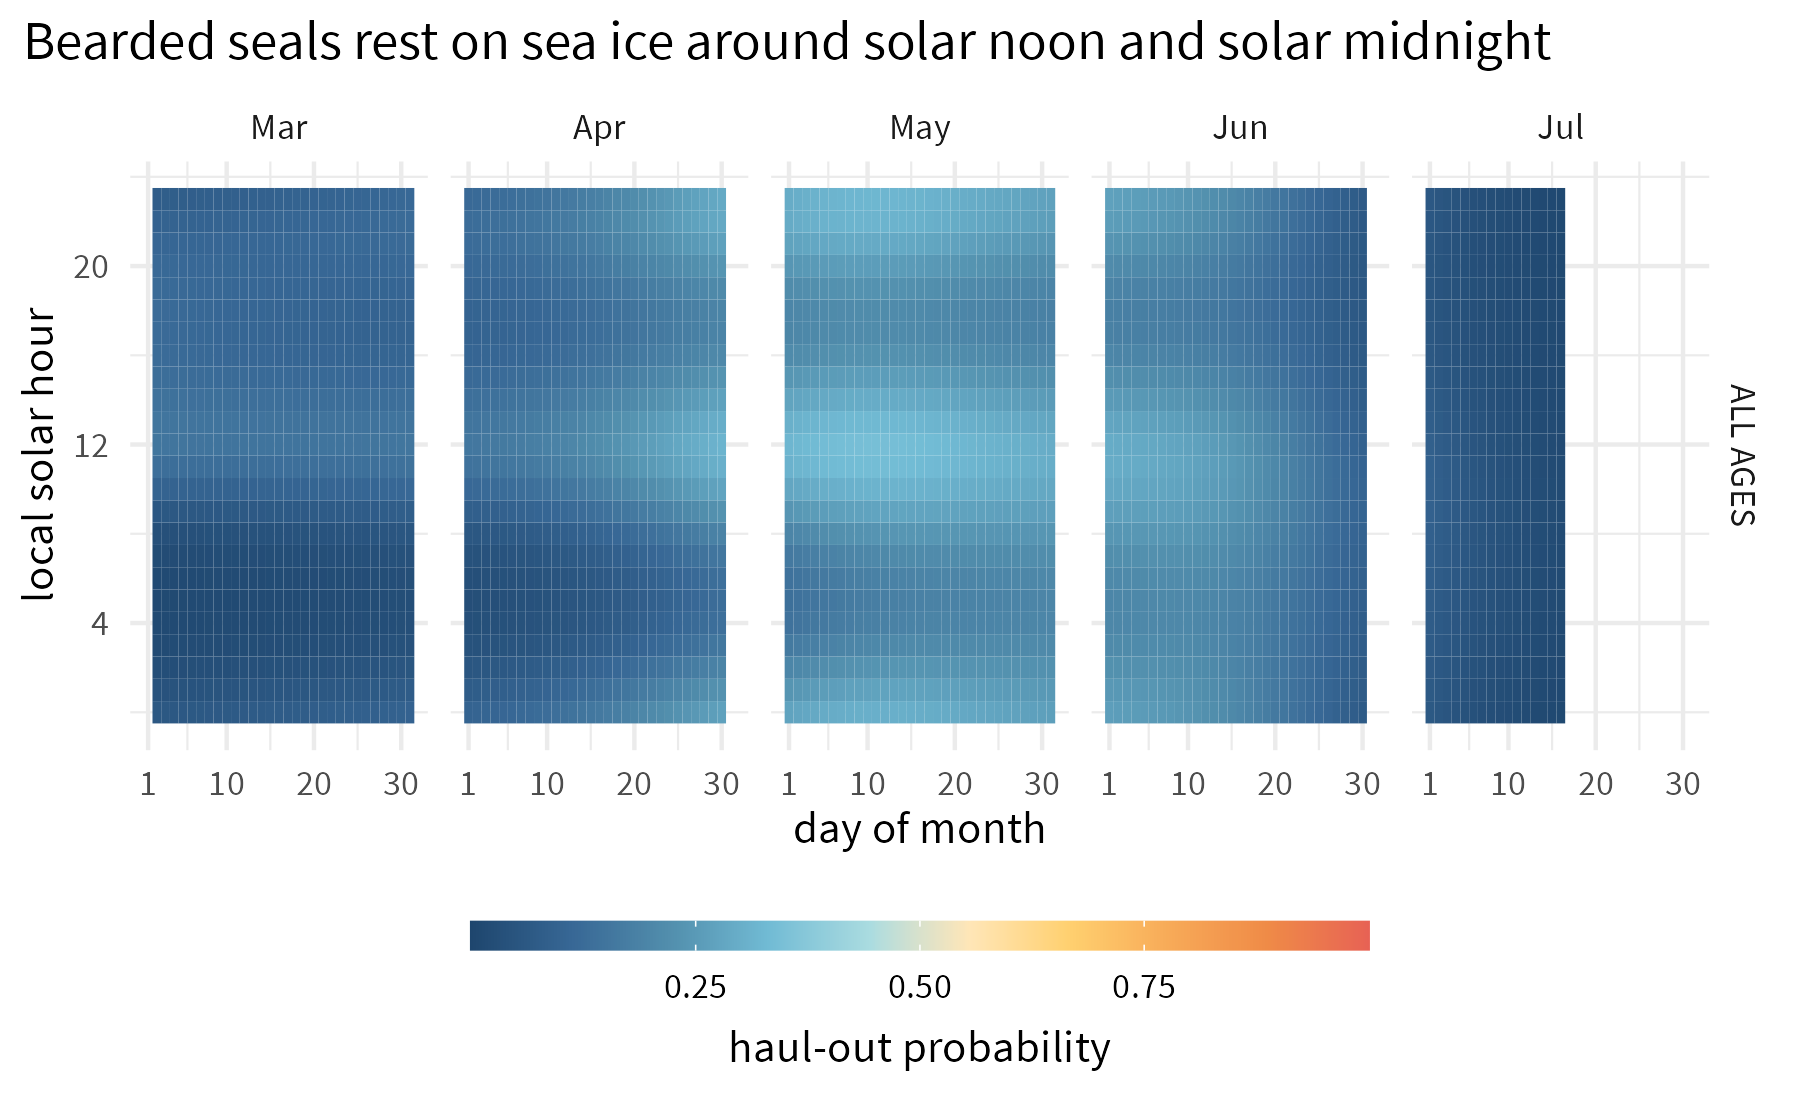 Bearded seals rest on sea ice around solar noon and solar midnight
Mar Apr May Jun Jul
20
12
4
local solar hour
ALL AGES
1 10 20 30 1 10 20 30 1 10 20 30 1 10 20 30 1 10 20 30
day of month
0.25 0.50 0.75
haul-out probability